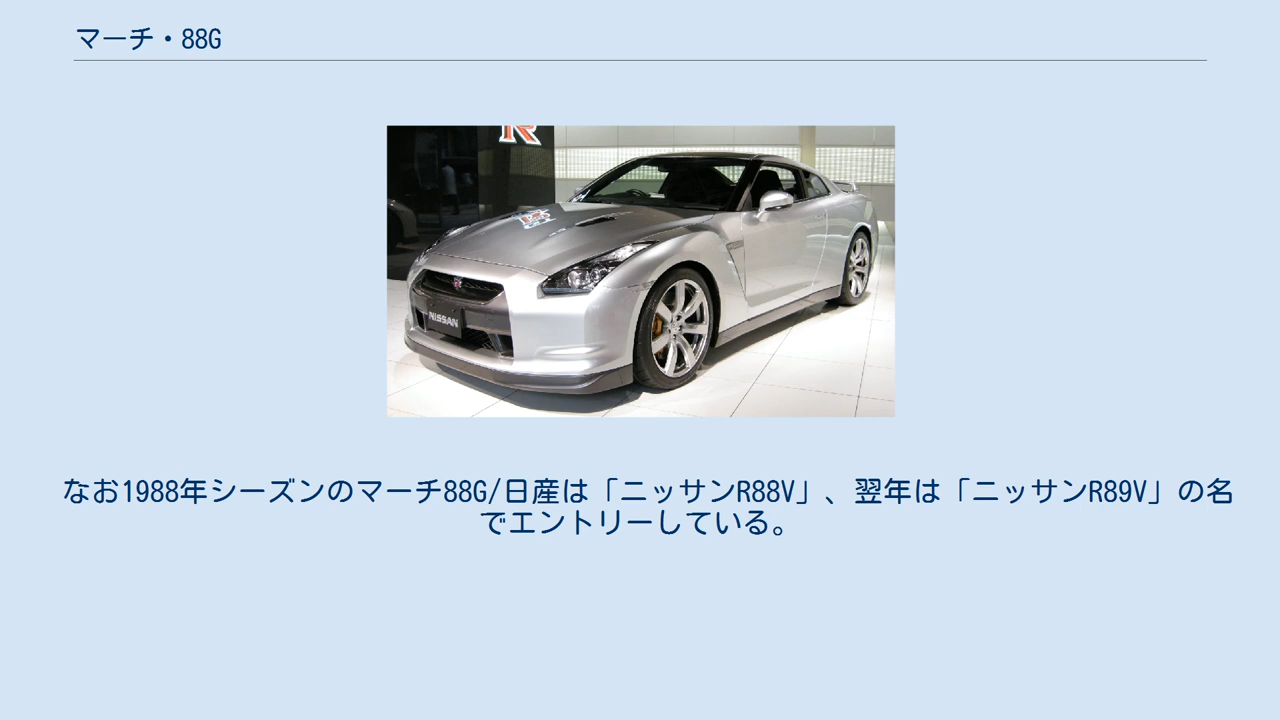 マーチ・88G
R
NISSAN
なお1988年シーズンのマーチ88G/日産は「ニッサンR88V」、翌年は「ニッサンR89V」の名
でエントリーしている。